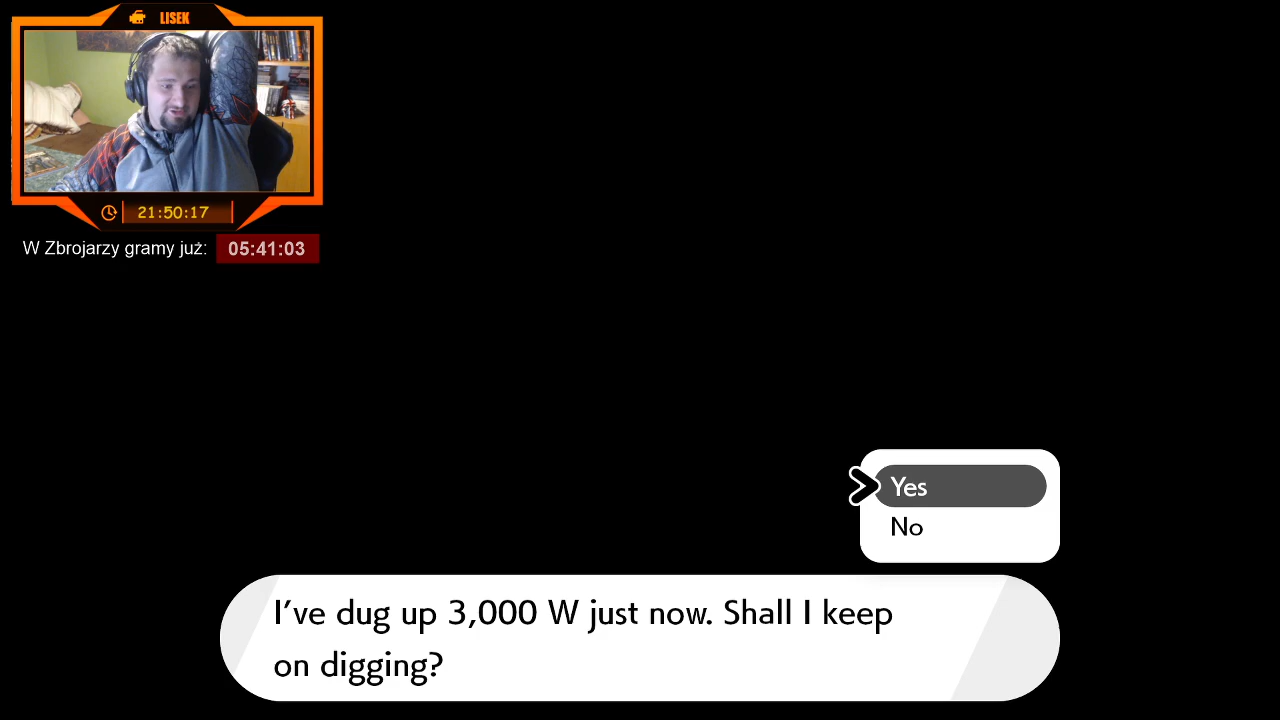 LISEK
21:50:17
W Zbrojarzy gramy już: 05:41:03
Yes
No
I've dug up 3,000 W just now. Shall I keep
on digging?